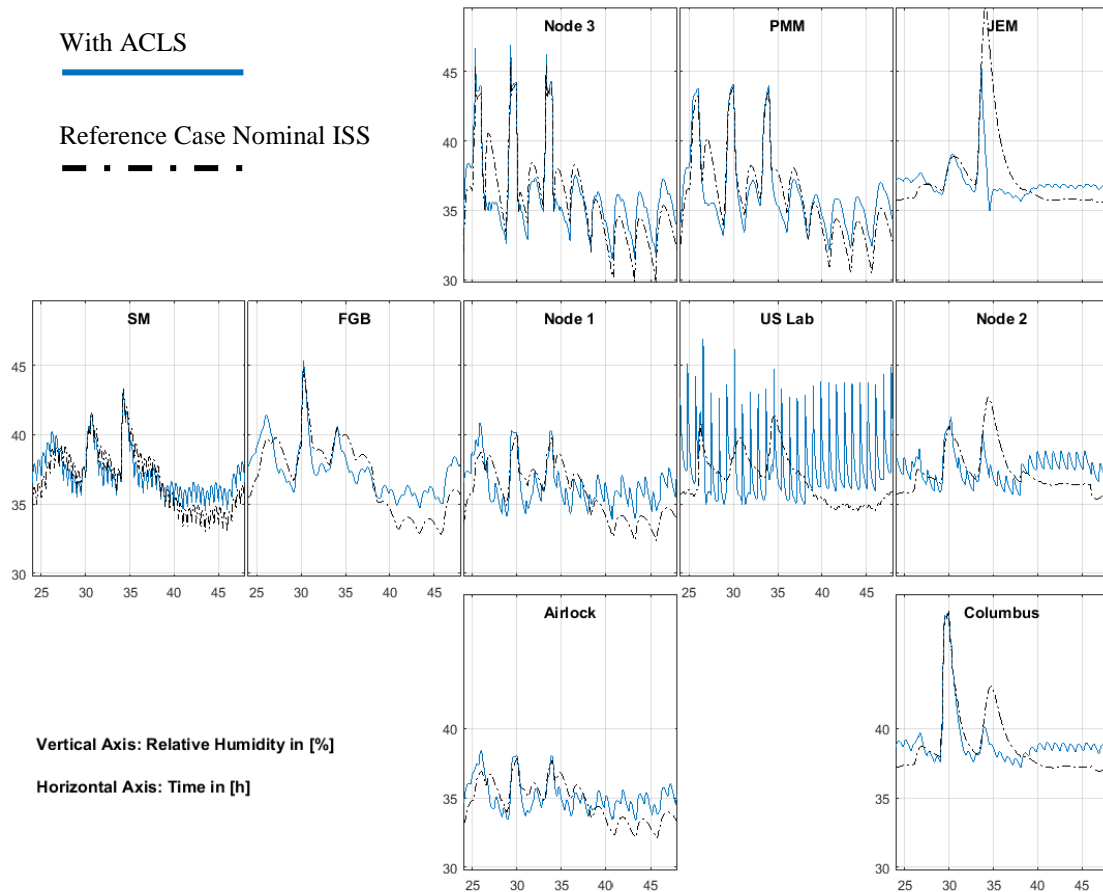 With ACLS
Reference Case Nominal ISS
Node 3
PMM
JEM
45
40
35
30
SM
FGB
Node 1
US Lab
Node 2
45
40
35
30
25 30 35 40 45
25 30 35 40 45
25 30 35 40 45
Airlock
Columbus
40
35
30
40
35
30
25 30 35 40 45
25 30 35 40 45
25 30 35 40 45
Vertical Axis: Relative Humidity in [%]
Horizontal Axis: Time in [h]